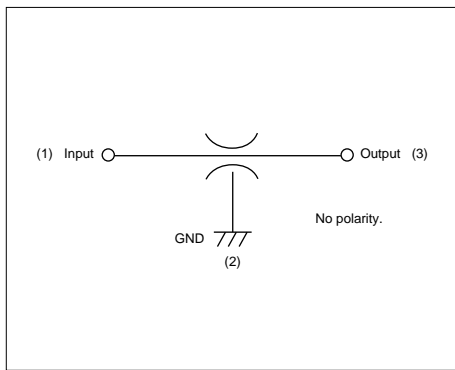 (1) Input Output (3)
No polarity.
GND
(2)